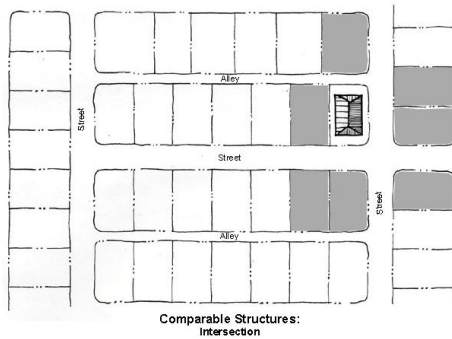 Alley
Street
Street
Street
Alley
Comparable Structures:
Intersection